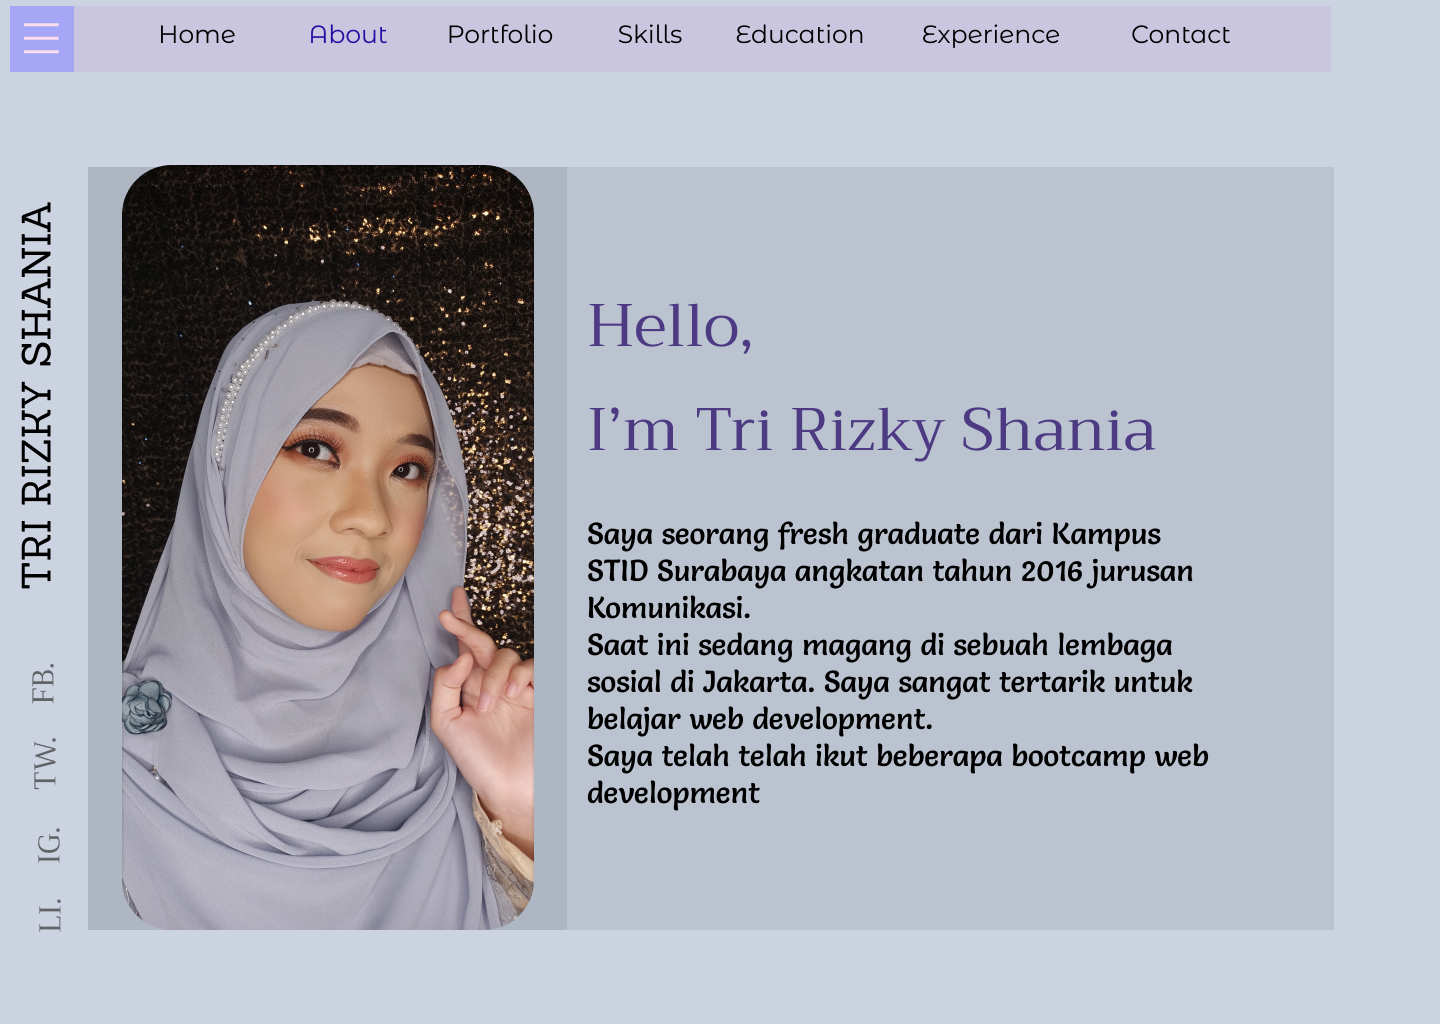 Home About Portfolio Skills Education Experience Contact
TRI RIZKY SHANIA
FB.
TW.
IG.
LI.
Hello,
I'm Tri Rizky Shania
Saya seorang fresh graduate dari Kampus
STID Surabaya angkatan tahun 2016 jurusan
Komunikasi.
Saat ini sedang magang di sebuah lembaga
sosial di Jakarta. Saya sangat tertarik untuk
belajar web development.
Saya telah telah ikut beberapa bootcamp web
development